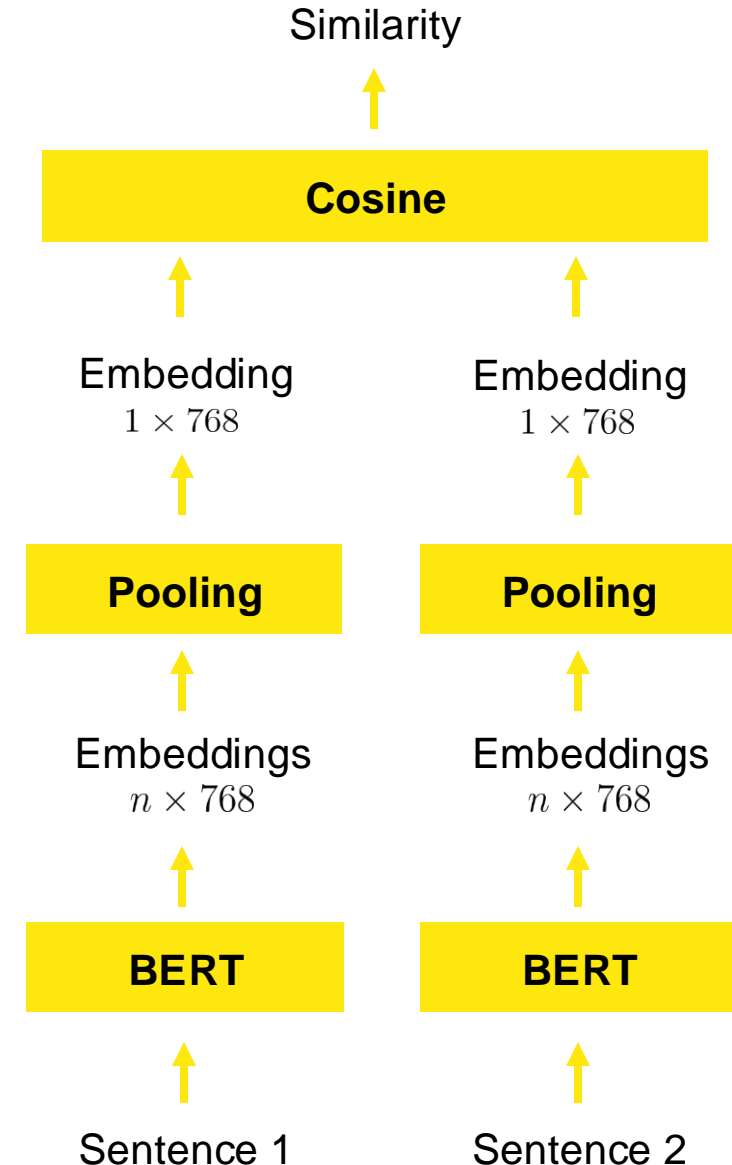 Similarity
Cosine
Embedding Embedding
1 × 768 1 × 768
Pooling Pooling
Embeddings Embeddings
n × 768 n × 768
BERT BERT
Sentence 1 Sentence 2